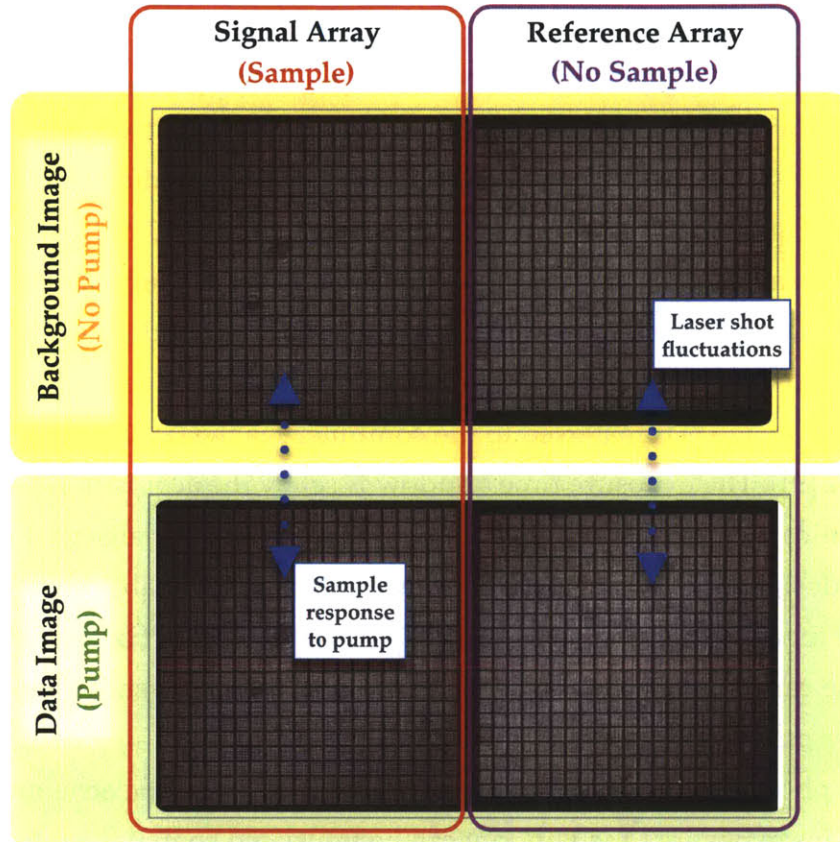 Signal Array
(Sample)
Reference Array
(No Sample)
Background Image
(No Pump)
Laser shot
fluctuations
Data Image
(Pump)
Sample
response
to pump